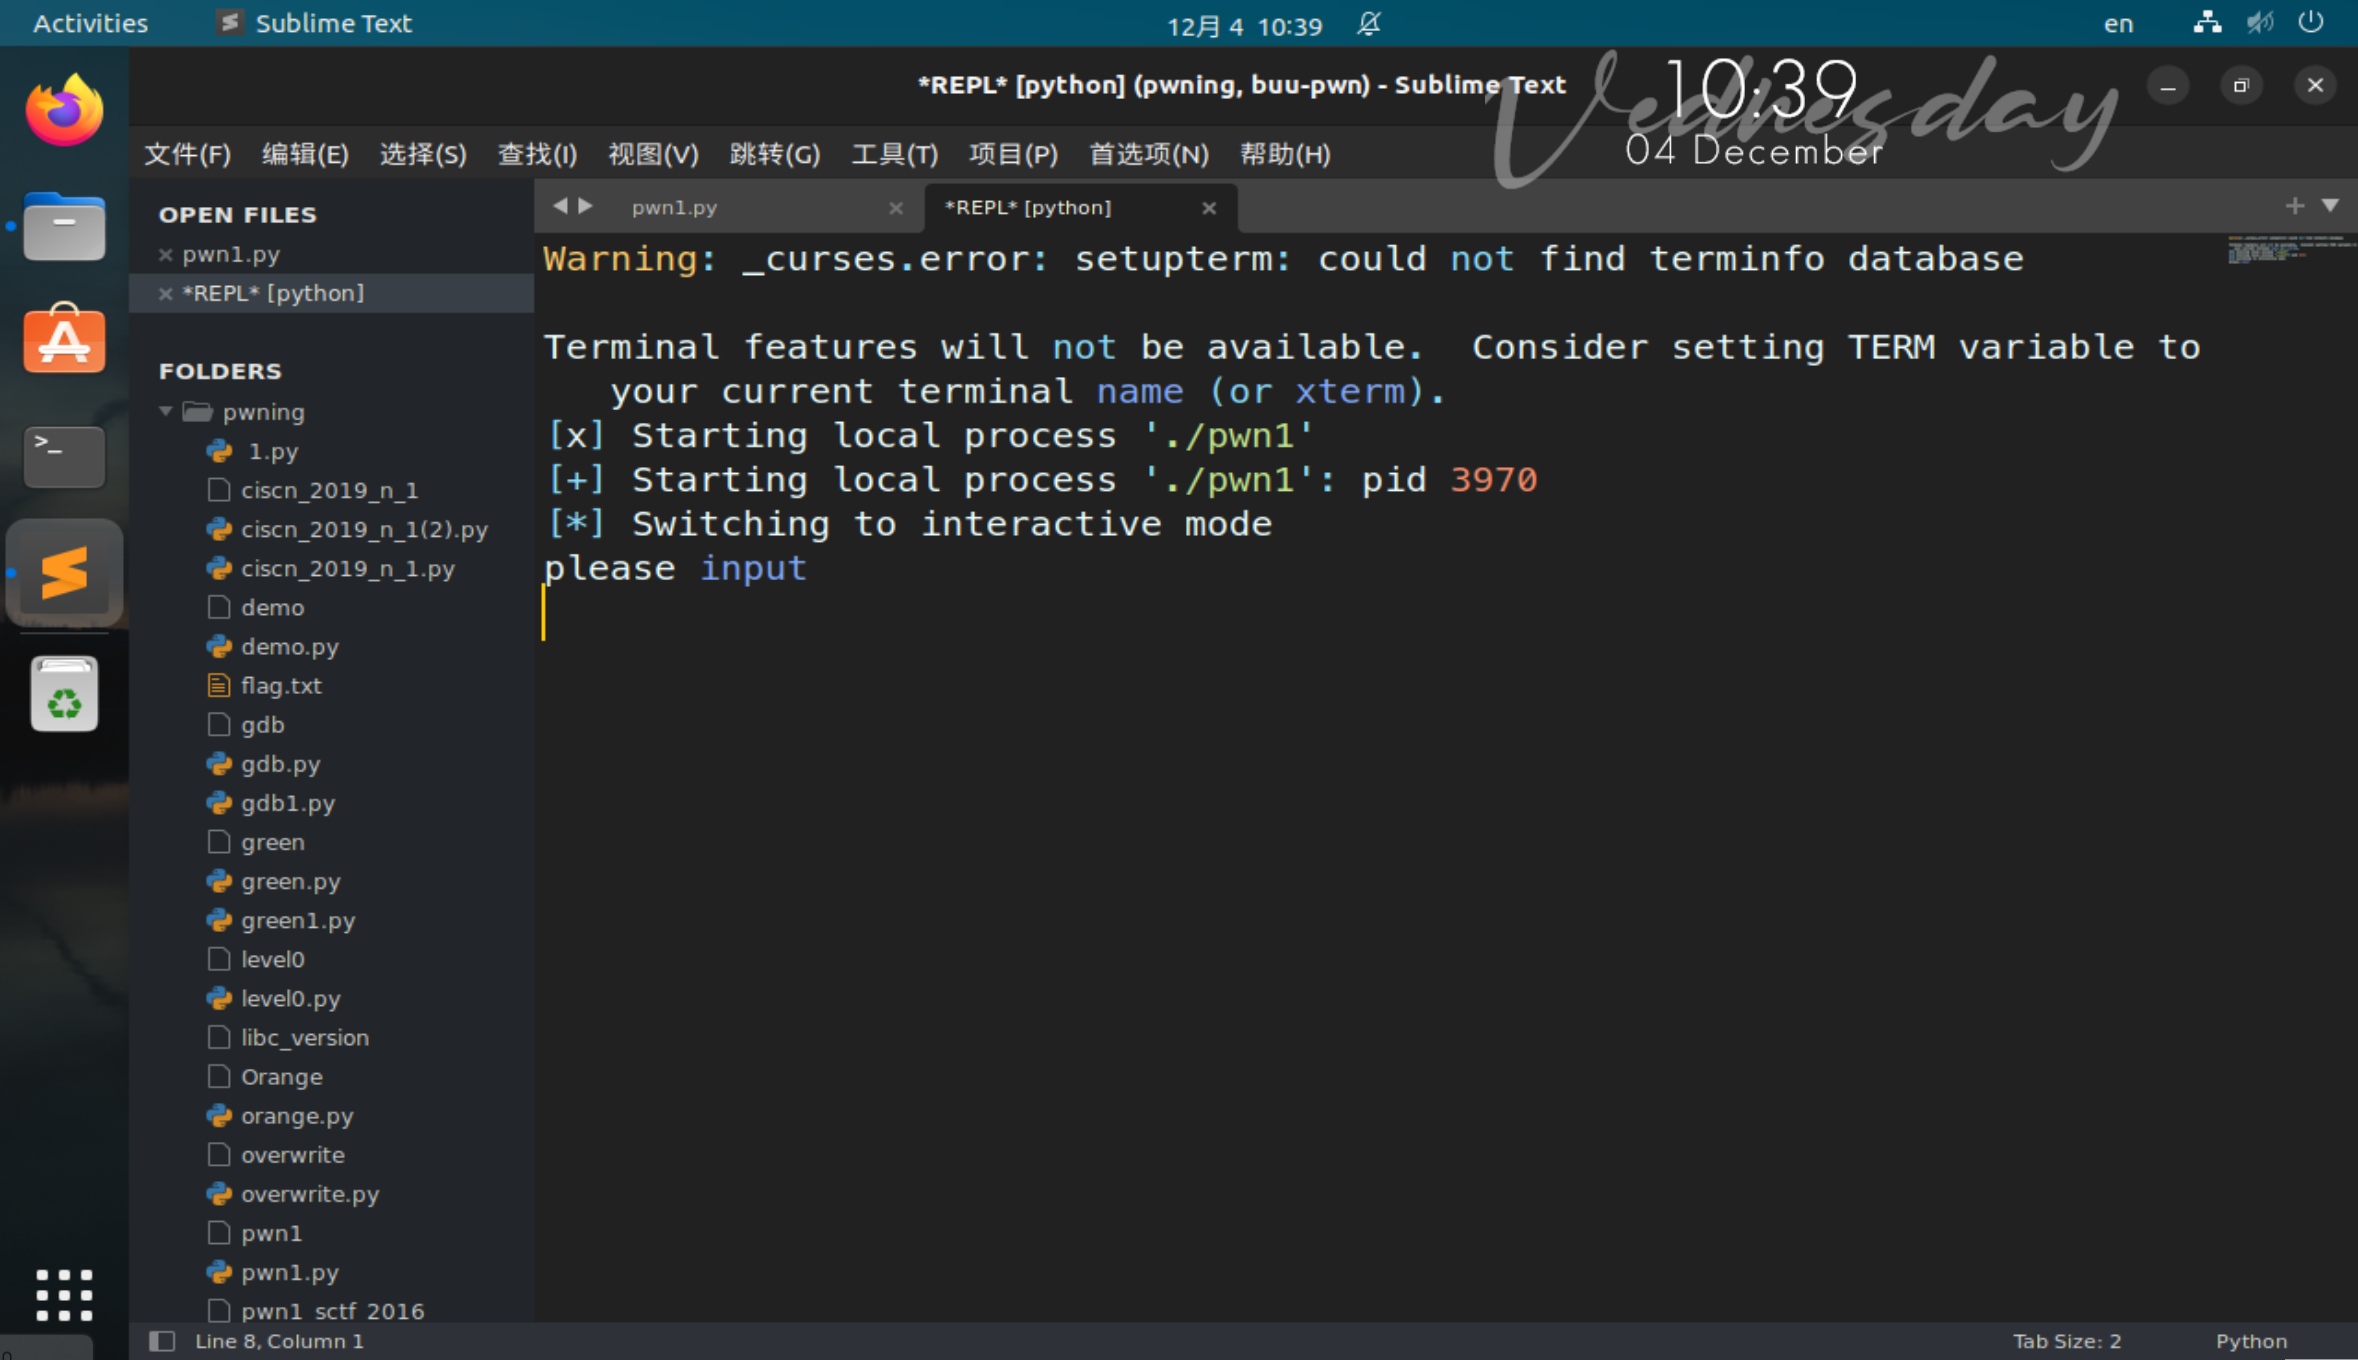 Activities
Sublime Text
12月 4 10:39
en
*REPL* [python] (pwning, buu-pwn) - Sublime Text
Wednesday
10:39
04 December
文件(F) 编辑(E) 选择(S) 查找(I) 视图(V) 跳转(G) 工具(T) 项目(P) 首选项(N) 帮助(H)
OPEN FILES
pwn1.py
*REPL* [python]
FOLDERS
pwning
1.py
ciscn_2019_n_1
ciscn_2019_n_1(2).py
ciscn_2019_n_1.py
demo
demo.py
flag.txt
gdb
gdb.py
gdb1.py
green
green.py
green1.py
level0
level0.py
libc_version
Orange
orange.py
overwrite
overwrite.py
pwn1
pwn1.py
pwn1_sctf_2016
pwn1.py
*REPL* [python]
Warning: _curses.error: setupterm: could not find terminfo database
Terminal features will not be available.  Consider setting TERM variable to
your current terminal name (or xterm).
[x] Starting local process './pwn1'
[+] Starting local process './pwn1': pid 3970
[*] Switching to interactive mode
please input
Line 8, Column 1
Tab Size: 2
Python